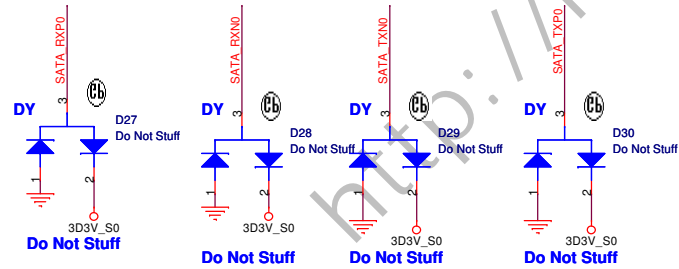 SATA_RXP0
SATA_RXN0
SATA_TXN0
SATA_TXP0
DY
3
D27
Do Not Stuff
1
2
3D3V_S0
Do Not Stuff
DY
3
D28
Do Not Stuff
1
2
3D3V_S0
Do Not Stuff
DY
3
D29
Do Not Stuff
1
2
3D3V_S0
Do Not Stuff
DY
3
D30
Do Not Stuff
1
2
3D3V_S0
Do Not Stuff
http://